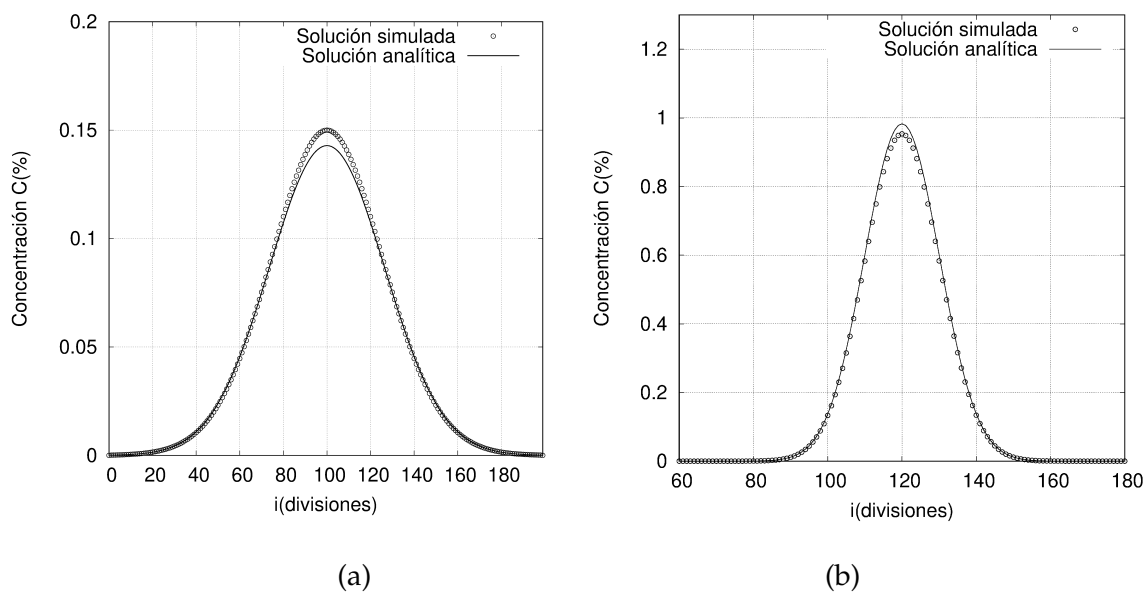 Solución simulada
Solución analítica
Concentración C(%)
0.2
0.15
0.1
0.05
0
0 20 40 60 80 100 120 140 160 180
i(divisiones)
(a)
Solución simulada
Solución analítica
Concentración C(%)
1.2
1
0.8
0.6
0.4
0.2
0
60 80 100 120 140 160 180
i(divisiones)
(b)